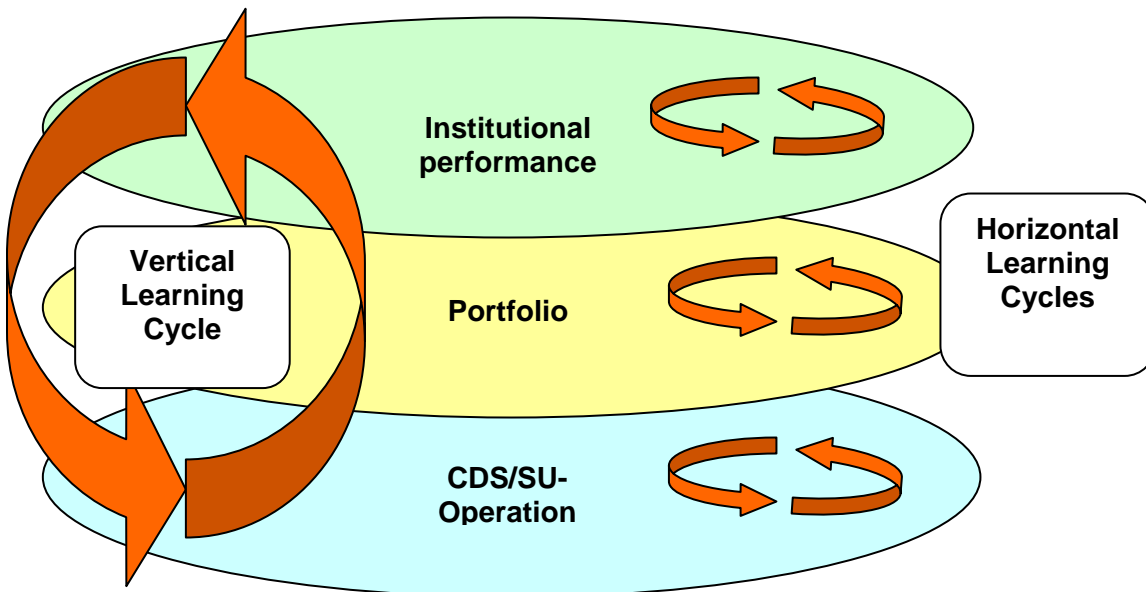 Institutional
performance
Vertical
Learning
Cycle
Portfolio
Horizontal
Learning
Cycles
CDS/SU-
Operation